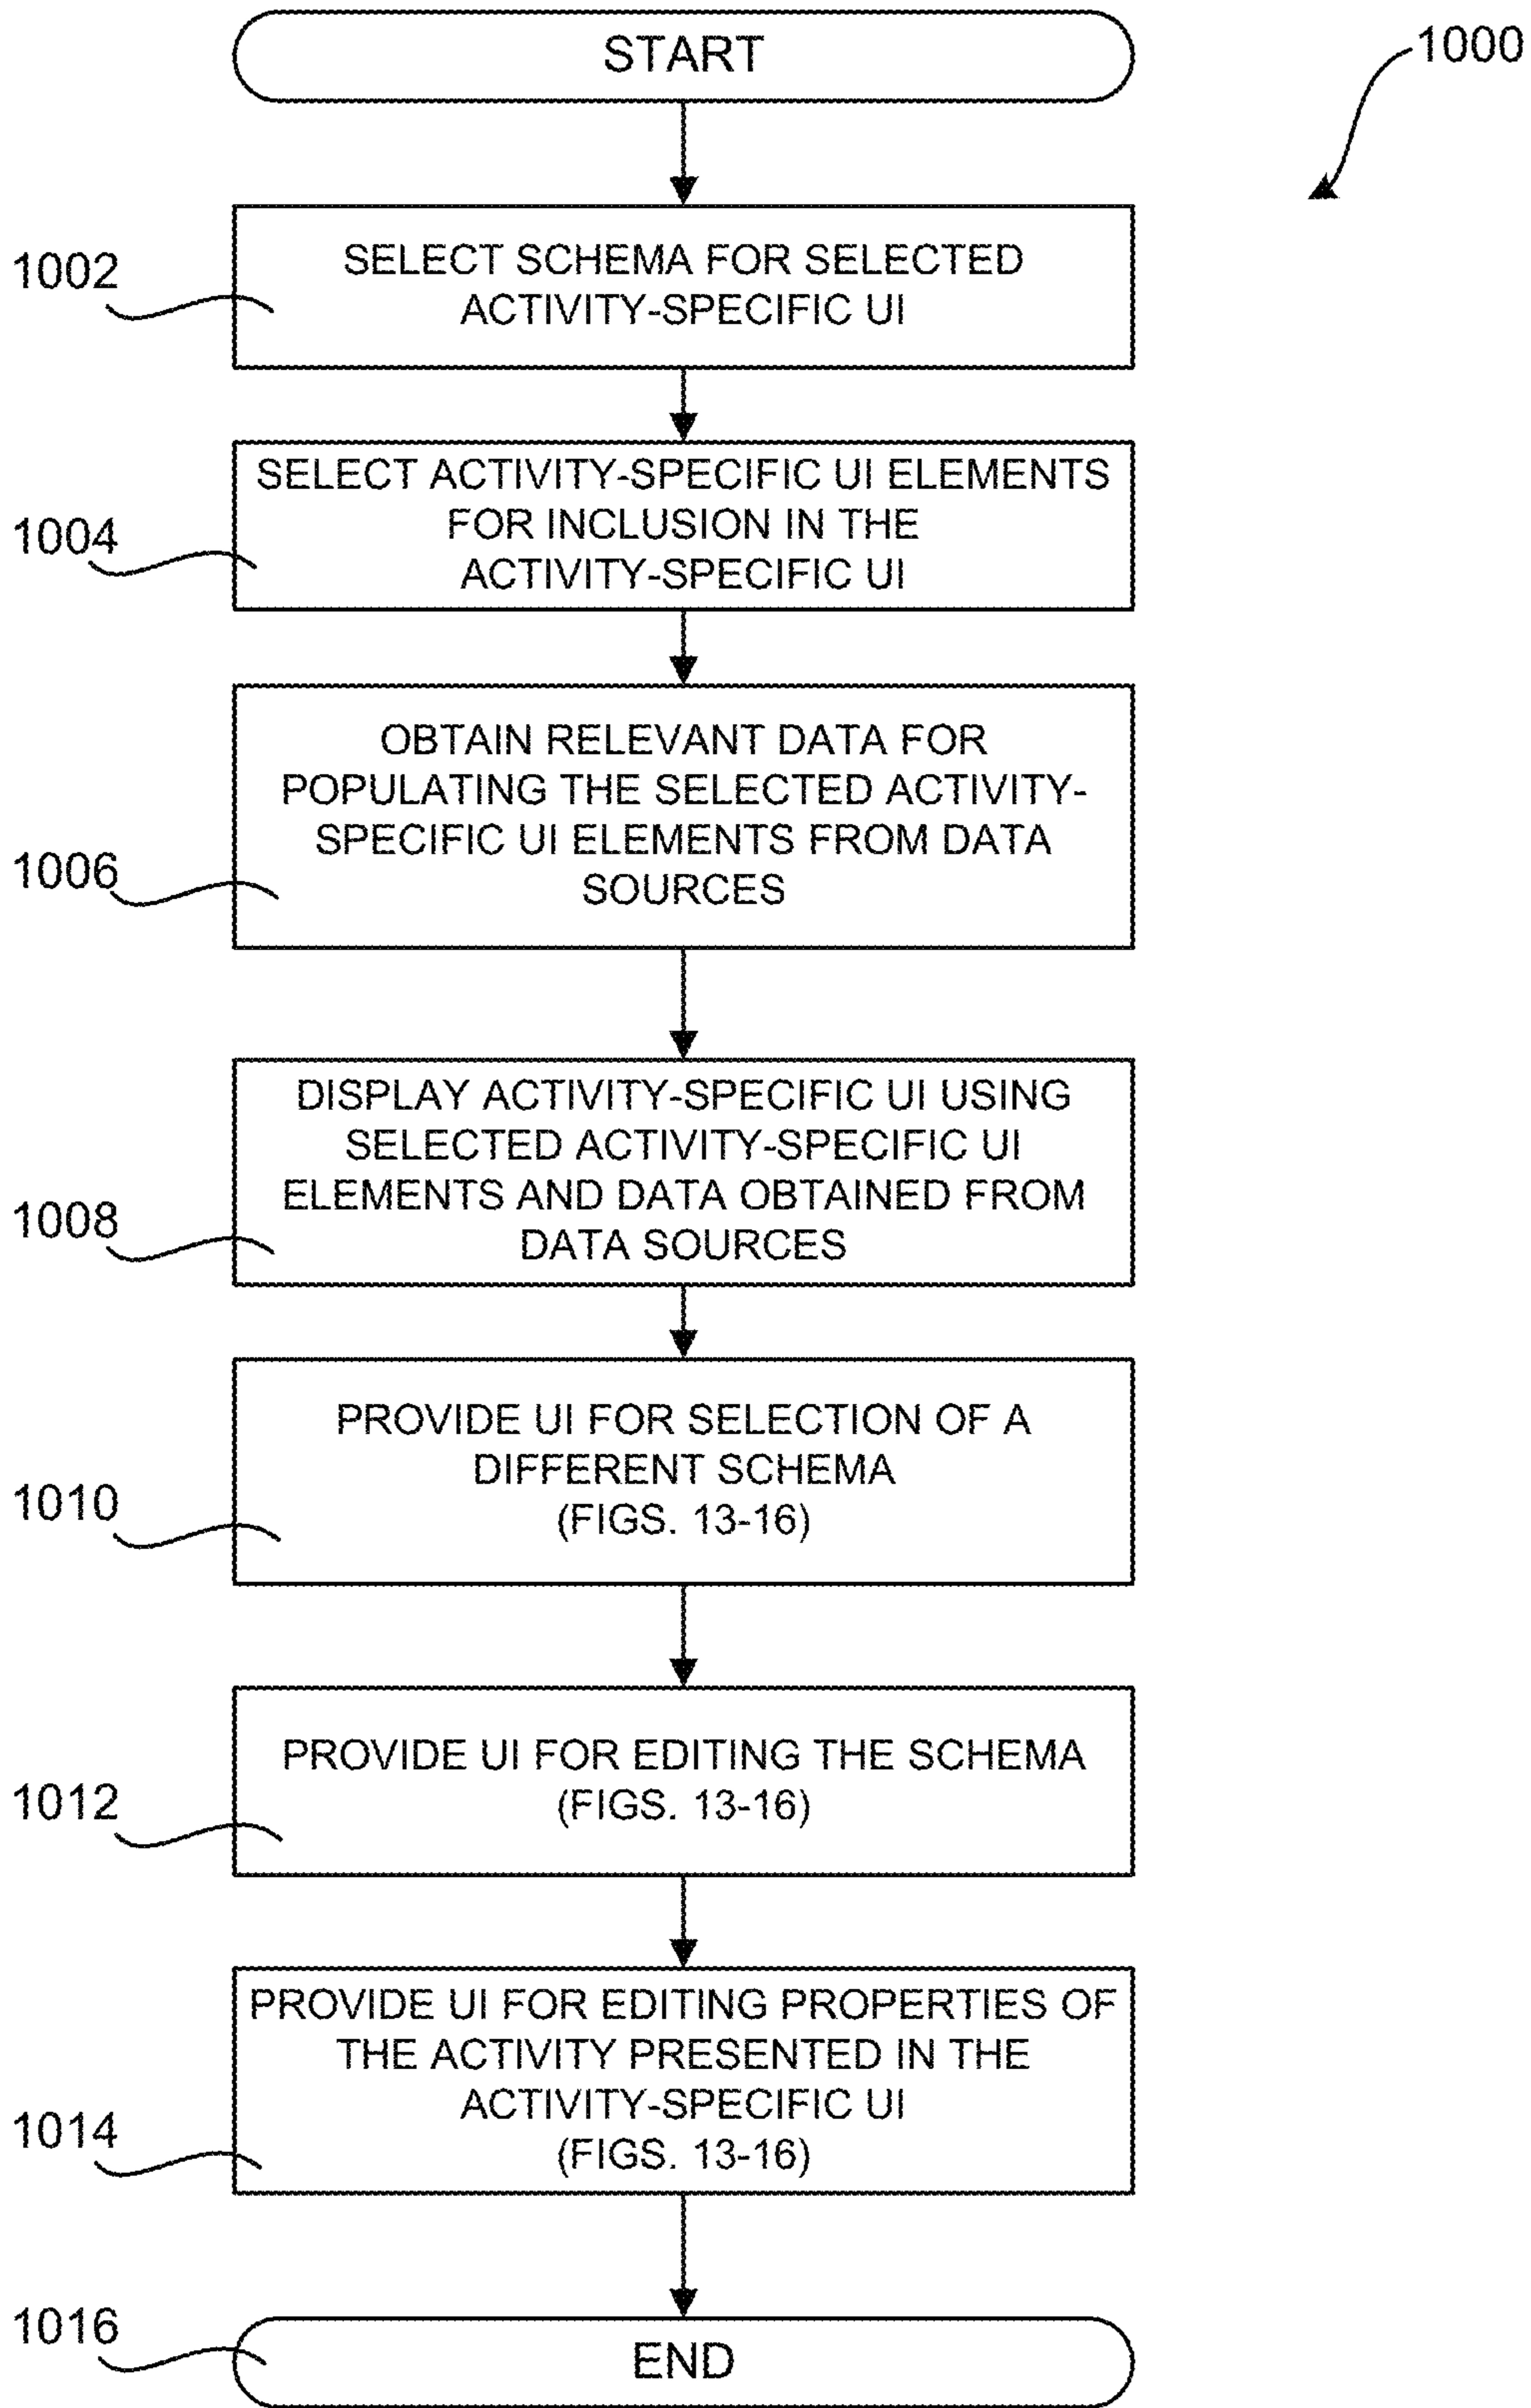 START
1000
1002
SELECT SCHEMA FOR SELECTED
ACTIVITY-SPECIFIC UI
1004
SELECT ACTIVITY-SPECIFIC UI ELEMENTS
FOR INCLUSION IN THE
ACTIVITY-SPECIFIC UI
1006
OBTAIN RELEVANT DATA FOR
POPULATING THE SELECTED ACTIVITY-
SPECIFIC UI ELEMENTS FROM DATA
SOURCES
1008
DISPLAY ACTIVITY-SPECIFIC UI USING
SELECTED ACTIVITY-SPECIFIC UI
ELEMENTS AND DATA OBTAINED FROM
DATA SOURCES
1010
PROVIDE UI FOR SELECTION OF A
DIFFERENT SCHEMA
(FIGS. 13-16)
1012
PROVIDE UI FOR EDITING THE SCHEMA
(FIGS. 13-16)
1014
PROVIDE UI FOR EDITING PROPERTIES OF
THE ACTIVITY PRESENTED IN THE
ACTIVITY-SPECIFIC UI
(FIGS. 13-16)
1016
END